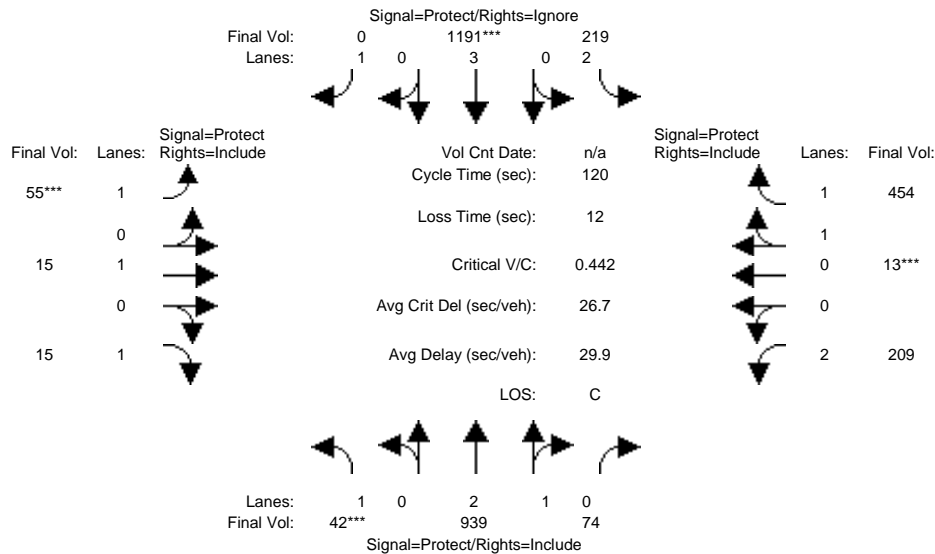 Signal=Protect/Rights=Ignore
Final Vol: 0 1191*** 219
Lanes: 1 0 3 0 2
Signal=Protect
Final Vol: Lanes: Rights=Include
Vol Cnt Date: n/a
Signal=Protect
Rights=Include Lanes: Final Vol:
Cycle Time (sec): 120
55*** 1
1 454
Loss Time (sec): 12
0
1
15 1
Critical V/C: 0.442
0 13***
0
Avg Crit Del (sec/veh): 26.7
0
15 1
Avg Delay (sec/veh): 29.9
2 209
LOS: C
Lanes: 1 0 2 1 0
Final Vol: 42*** 939 74
Signal=Protect/Rights=Include